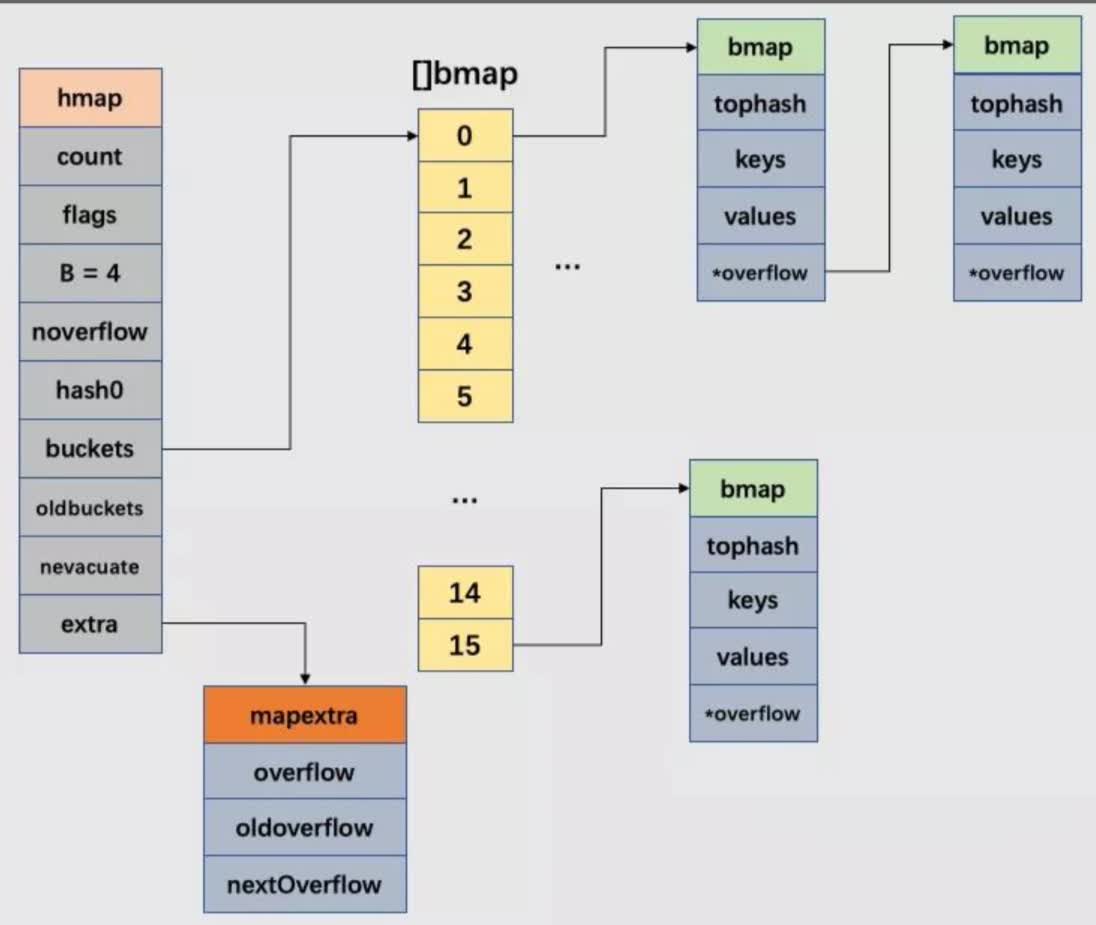 hmap
count
flags
B = 4
noverflow
hash0
buckets
oldbuckets
nevacuate
extra
[]bmap
0
1
2
3
4
5
...
...
14
15
bmap
tophash
keys
values
*overflow
bmap
tophash
keys
values
*overflow
bmap
tophash
keys
values
*overflow
mapextra
overflow
oldoverflow
nextOverflow